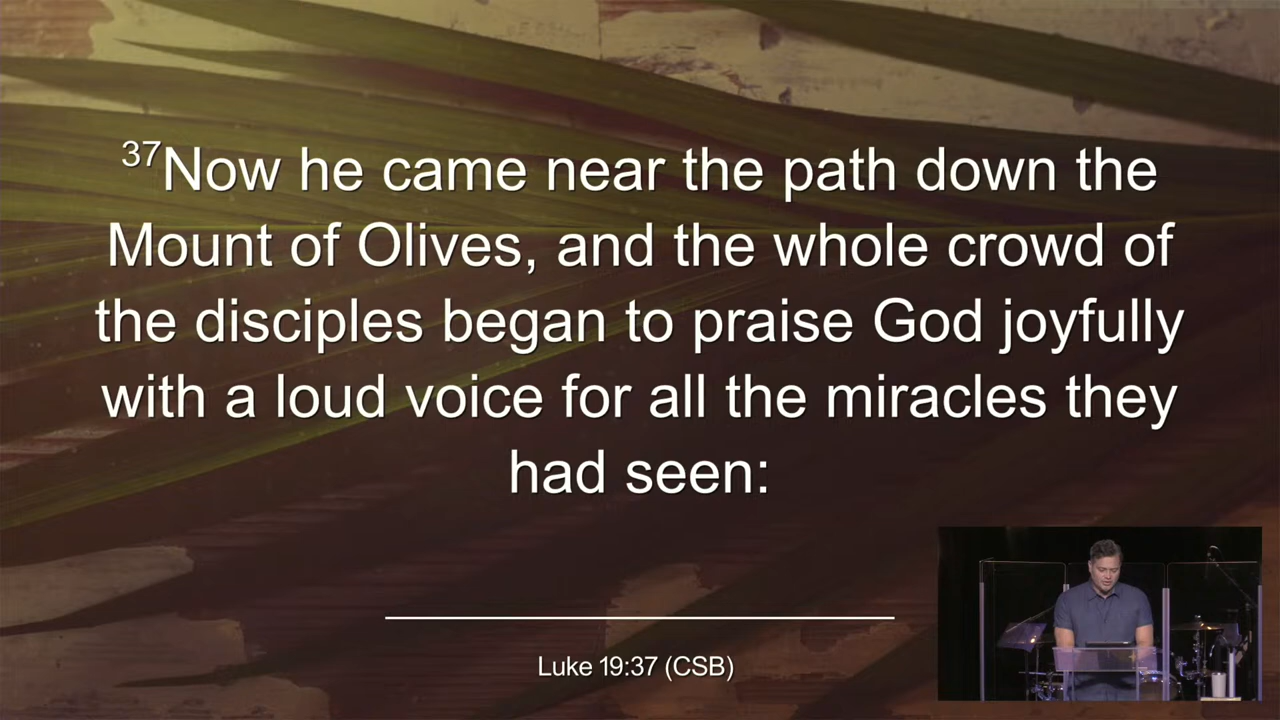 37Now he came near the path down the
Mount of Olives, and the whole crowd of
the disciples began to praise God joyfully
with a loud voice for all the miracles they
had seen:
Luke 19:37 (CSB)